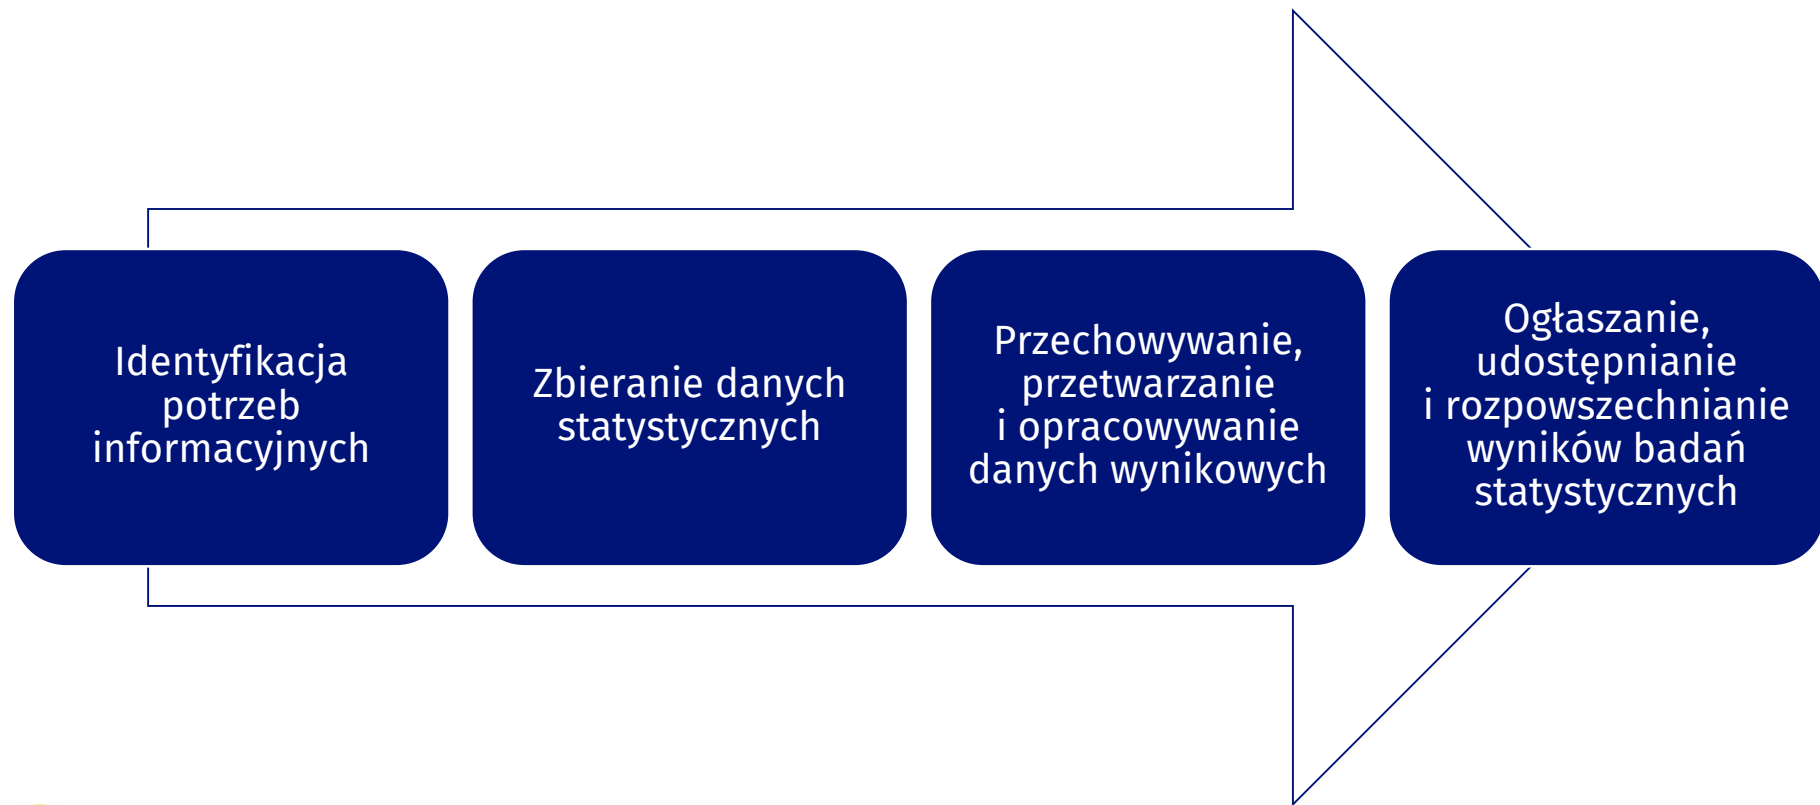 Identyfikacja
potrzeb
informacyjnych
Zbieranie danych
statystycznych
Przechowywanie,
przetwarzanie
i opracowywanie
danych wynikowych
Ogłaszanie,
udostępnianie
i rozpowszechnianie
wyników badań
statystycznych